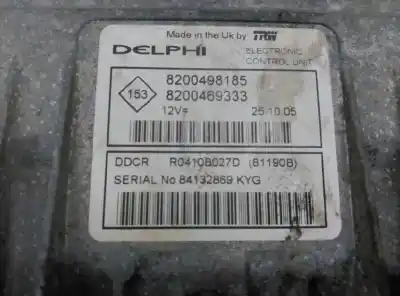 Made in the Uk by TRW
DELPHI ELECTRONIC CONTROL UNIT
153
8200498185
8200469333
12V= 25.10.05
DDCR R0410B027D (81190B)
SERIAL No 84132869 KYG